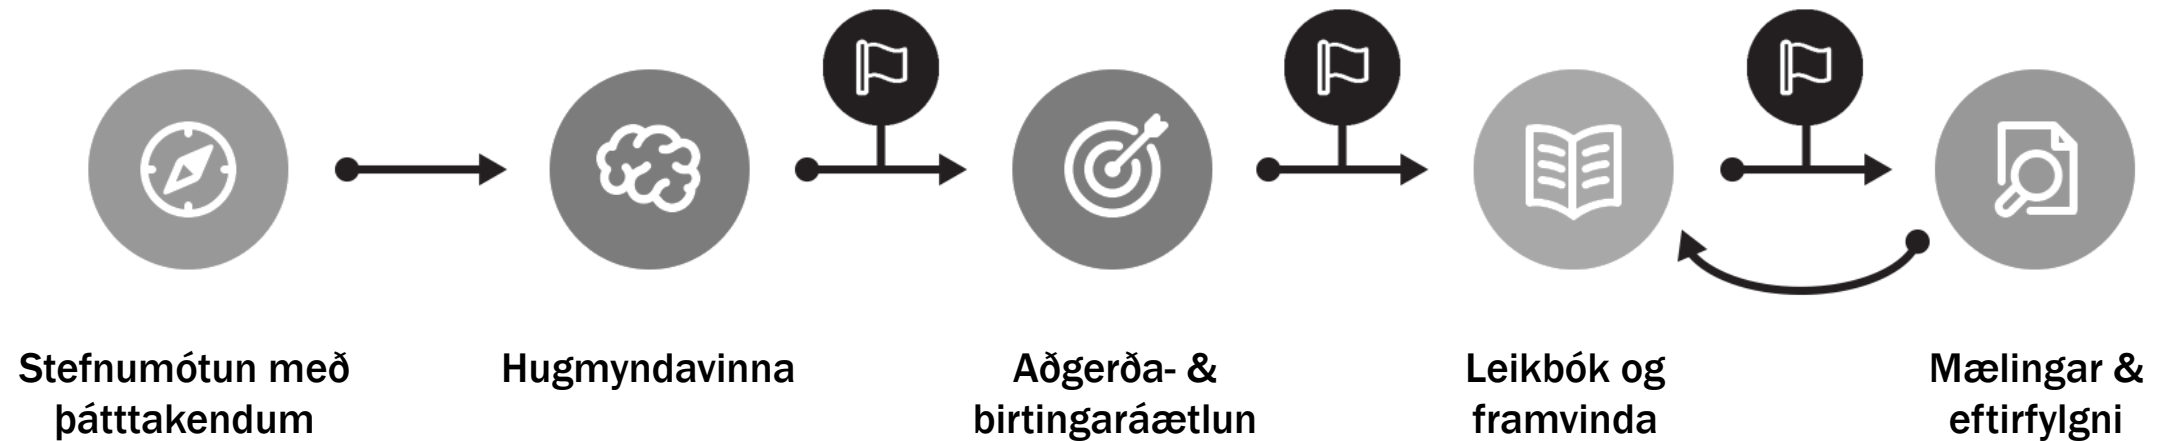 Stefnumótun með
þátttakendum
Hugmyndavinna
Aðgerða- &
birtingaráætlun
Leikbók og
framvinda
Mælingar &
eftirfylgni